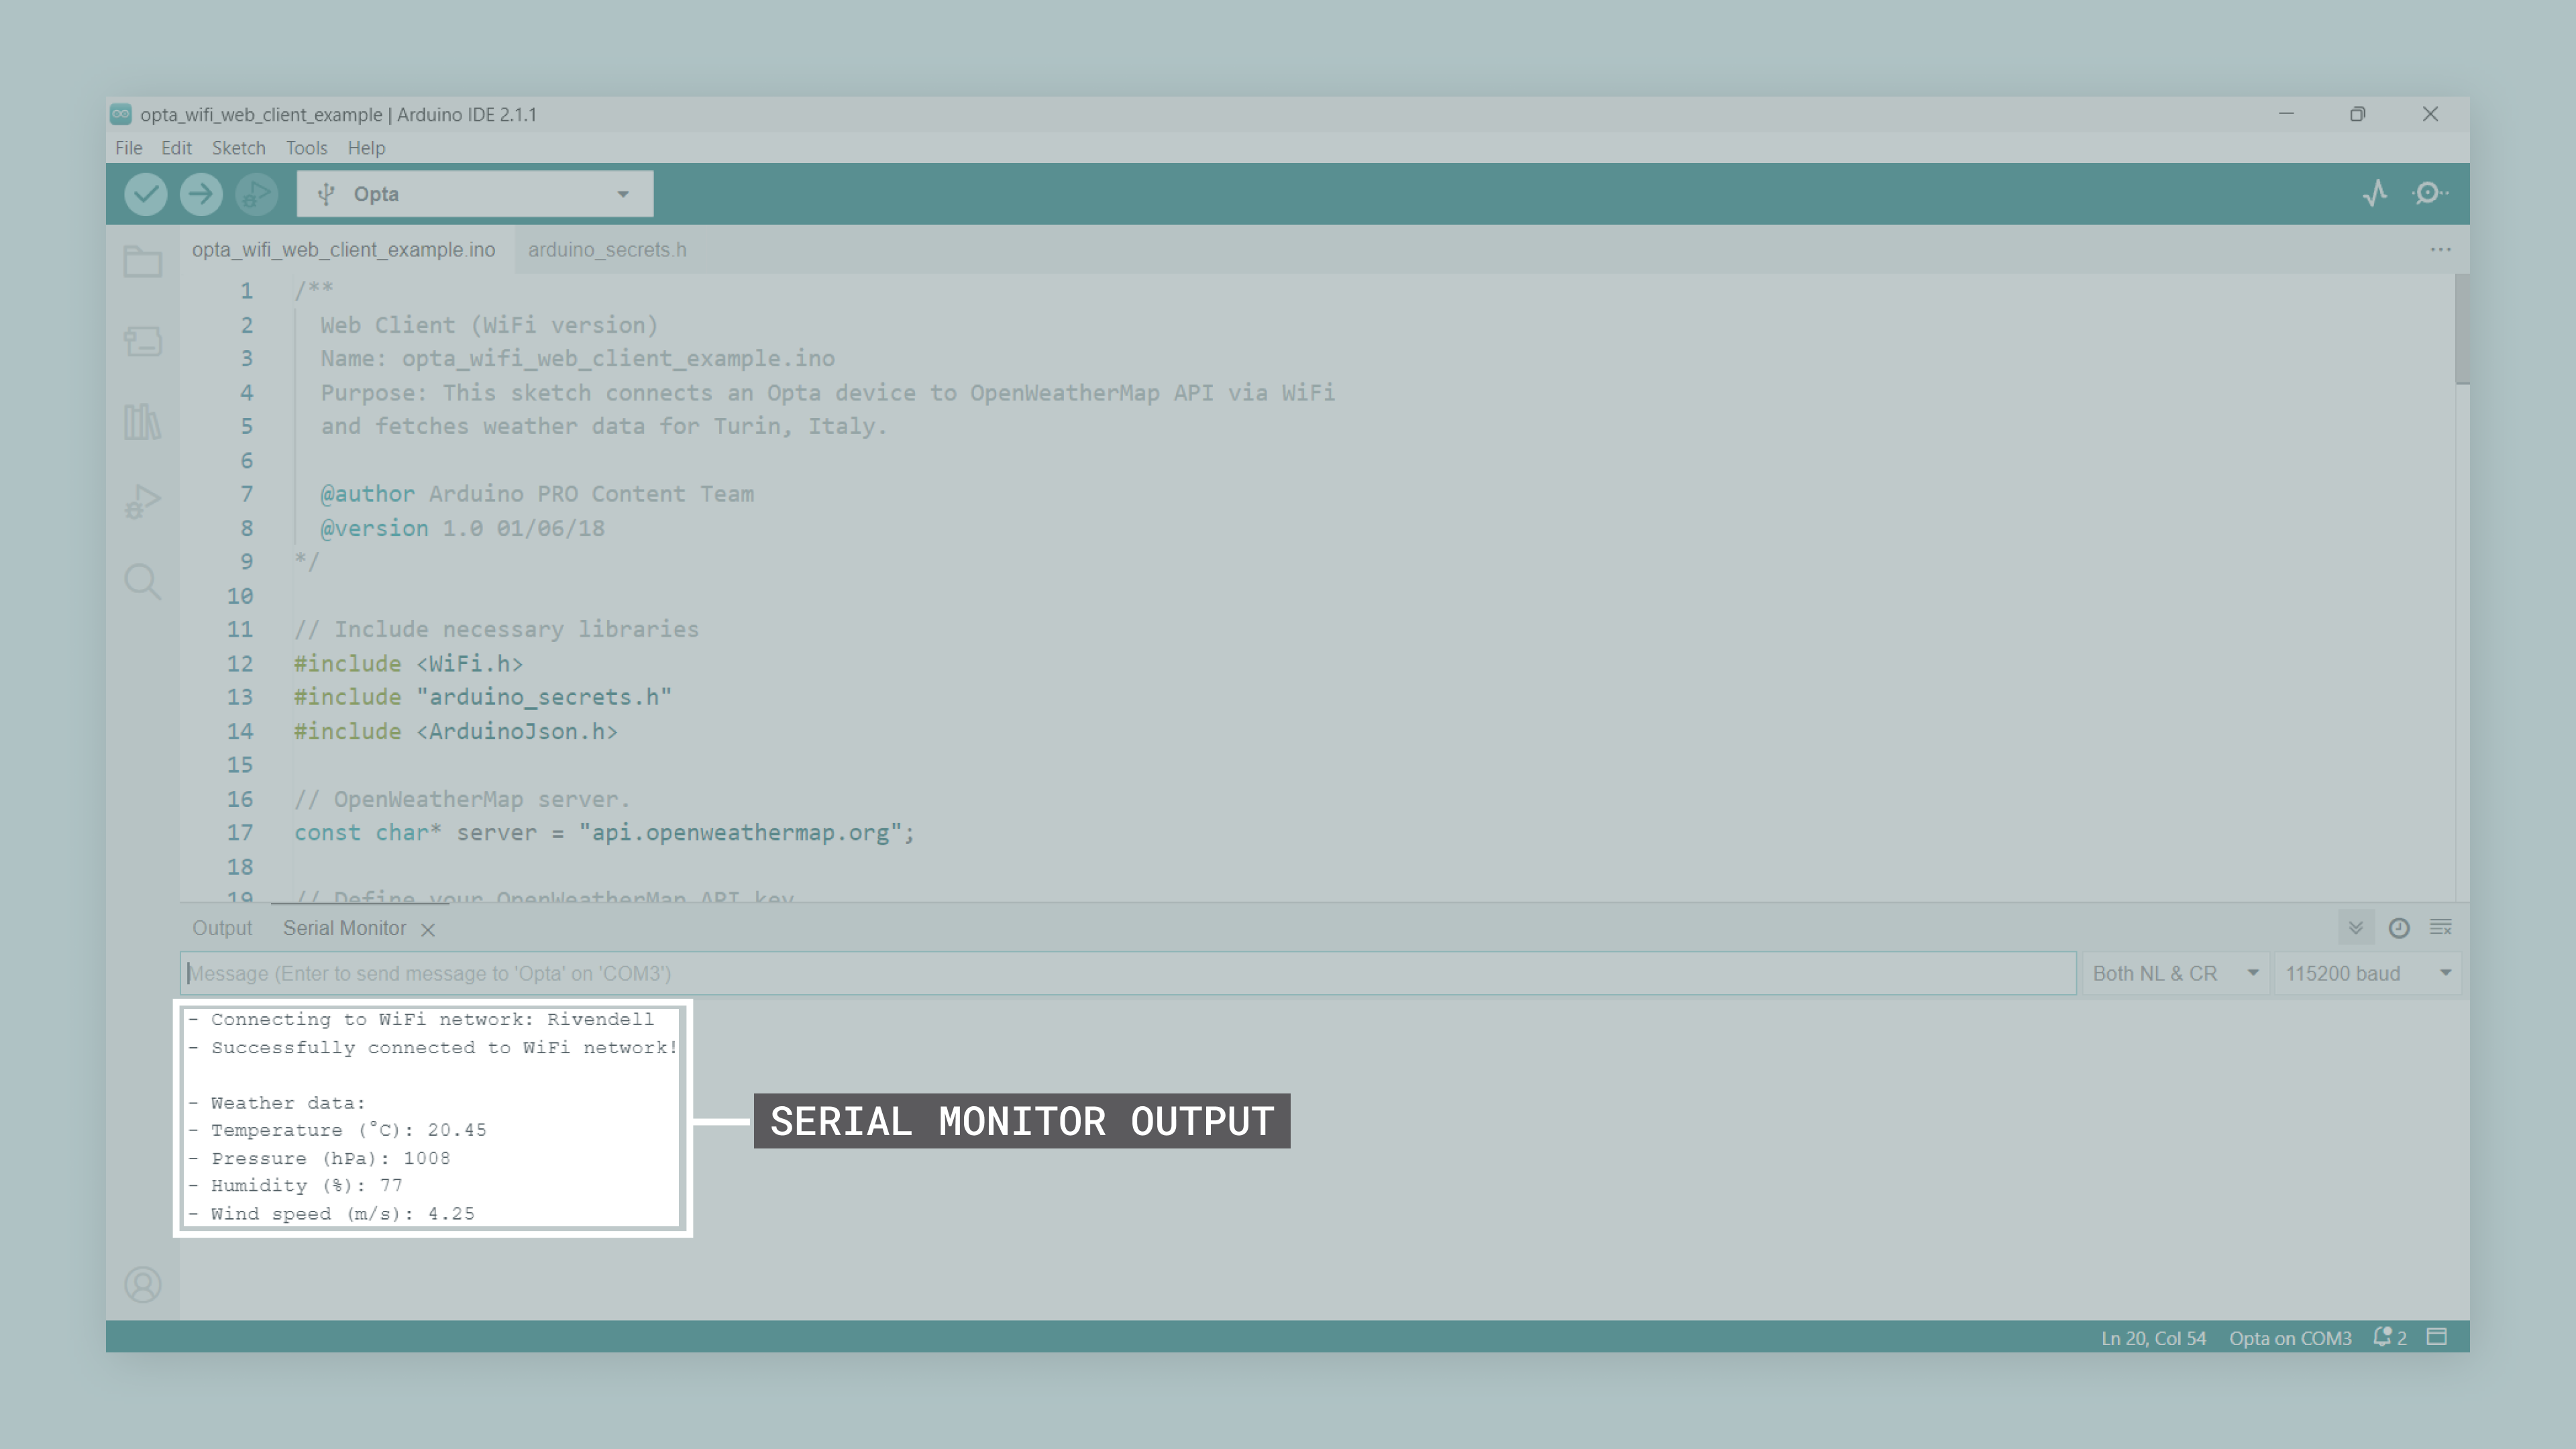 opta_wifi_web_client_example | Arduino IDE 2.1.1
File Edit Sketch Tools Help
Opta
opta_wifi_web_client_example.ino arduino_secrets.h
1 /**
2 Web Client (WiFi version)
3 Name: opta_wifi_web_client_example.ino
4 Purpose: This sketch connects an Opta device to OpenWeatherMap API via WiFi
5 and fetches weather data for Turin, Italy.
6
7 @author Arduino PRO Content Team
8 @version 1.0 01/06/18
9 */
10
11 // Include necessary libraries
12 #include <WiFi.h>
13 #include "arduino_secrets.h"
14 #include <ArduinoJson.h>
15
16 // OpenWeatherMap server.
17 const char* server = "api.openweathermap.org";
18
19 // Define your OpenWeatherMap API key
Output Serial Monitor
Message (Enter to send message to 'Opta' on 'COM3') Both NL & CR 115200 baud
- Connecting to WiFi network: Rivendell
- Successfully connected to WiFi network!
- Weather data:
- Temperature (°C): 20.45
- Pressure (hPa): 1008
- Humidity (%): 77
- Wind speed (m/s): 4.25
SERIAL MONITOR OUTPUT
Ln 20, Col 54 Opta on COM3 2